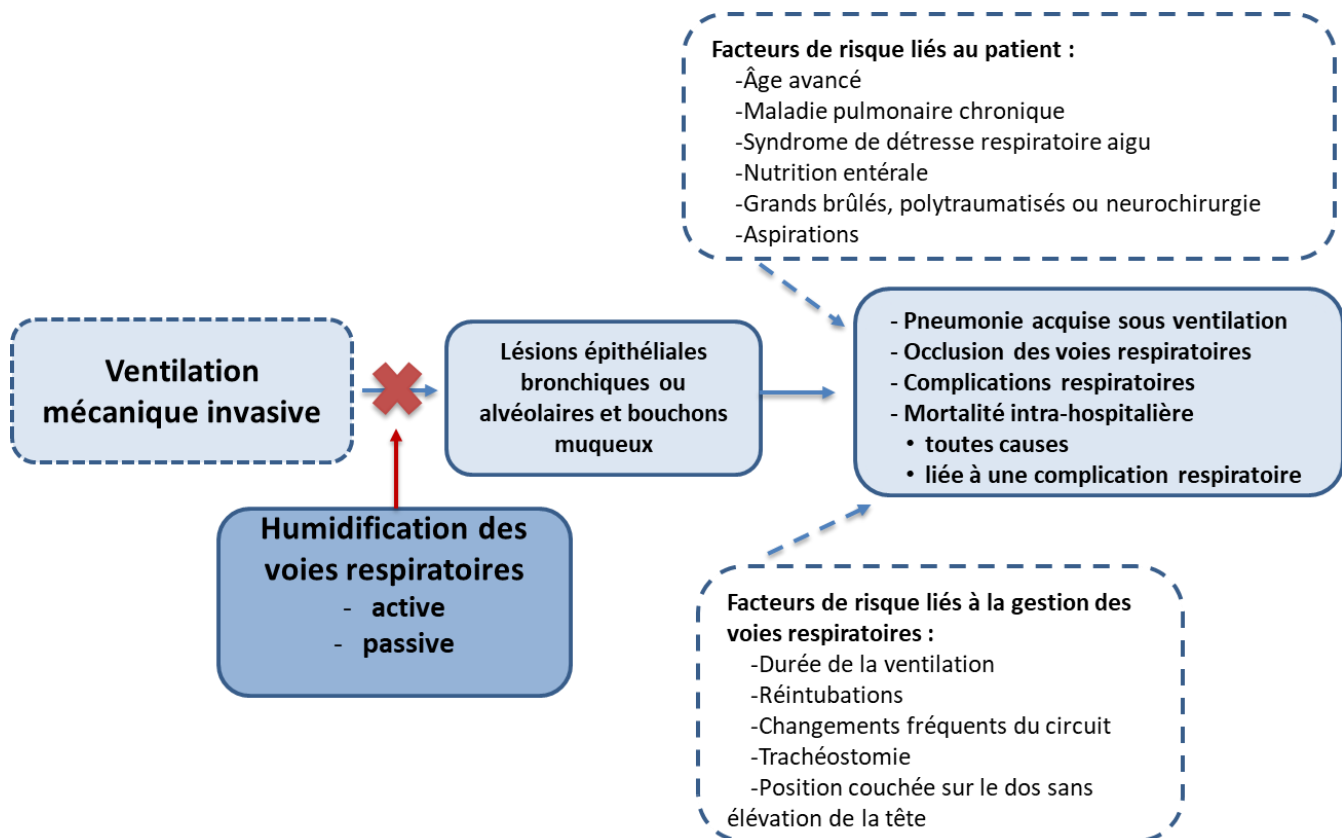 Facteurs de risque liés au patient :
-Âge avancé
-Maladie pulmonaire chronique
-Syndrome de détresse respiratoire aigu
-Nutrition entérale
-Grands brûlés, polytraumatisés ou neurochirurgie
-Aspirations
Ventilation
mécanique invasive
Lésions épithéliales
bronchiques ou
alvéolaires et bouchons
muqueux
- Pneumonie acquise sous ventilation
- Occlusion des voies respiratoires
- Complications respiratoires
- Mortalité intra-hospitalière
• toutes causes
• liée à une complication respiratoire
Humidification des
voies respiratoires
- active
- passive
Facteurs de risque liés à la gestion des
voies respiratoires :
-Durée de la ventilation
-Réintubations
-Changements fréquents du circuit
-Trachéostomie
-Position couchée sur le dos sans
élévation de la tête